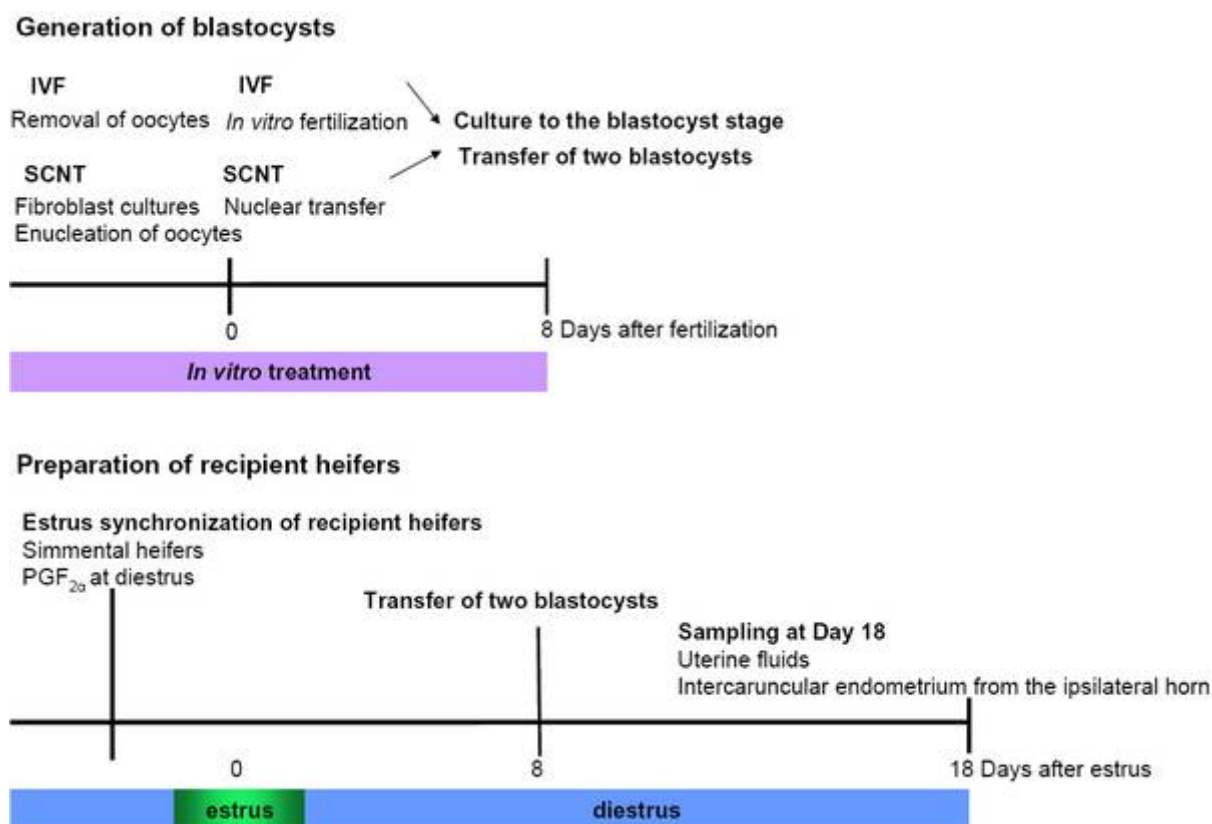 Generation of blastocysts
IVF IVF
Removal of oocytes In vitro fertilization
Culture to the blastocyst stage
Transfer of two blastocysts
SCNT SCNT
Fibroblast cultures Nuclear transfer
Enucleation of oocytes
0 8 Days after fertilization
In vitro treatment
Preparation of recipient heifers
Estrus synchronization of recipient heifers
Simmental heifers
PGF2α at diestrus
Transfer of two blastocysts
Sampling at Day 18
Uterine fluids
Intercaruncular endometrium from the ipsilateral horn
0 8 18 Days after estrus
estrus diestrus